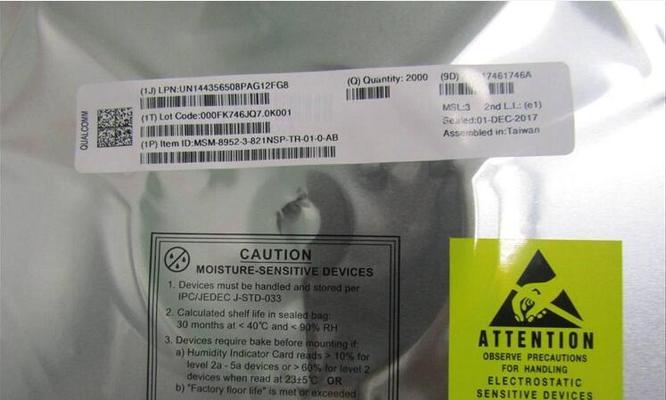 QUALCOMM
(1J) LPN:UN144356508PAG12FG8
(Q) Quantity: 2000
(9D) 17461746A
(1T) Lot Code:000FK746JQ7.0K001
MSL:3 2nd L.I.: (e1)
Sealed:01-DEC-2017
(1P) Item ID:MSM-8952-3-821NSP-TR-01-0-AB
Assembled in:Taiwan
CAUTION
MOISTURE-SENSITIVE DEVICES
1. Devices must be handled and stored per
IPC/JEDEC J-STD-033
2. Calculated shelf life in sealed bag:
30 months at < 40°C and < 90% RH
3. Devices require bake before mounting if:
a) Humidity Indicator Card reads > 10% for
level 2a - 5a devices or > 60% for level 2
devices when read at 23±5°C OR
b) "Factory floor life" is met or exceeded
ATTENTION
OBSERVE PRECAUTIONS
FOR HANDLING
ELECTROSTATIC
SENSITIVE DEVICES